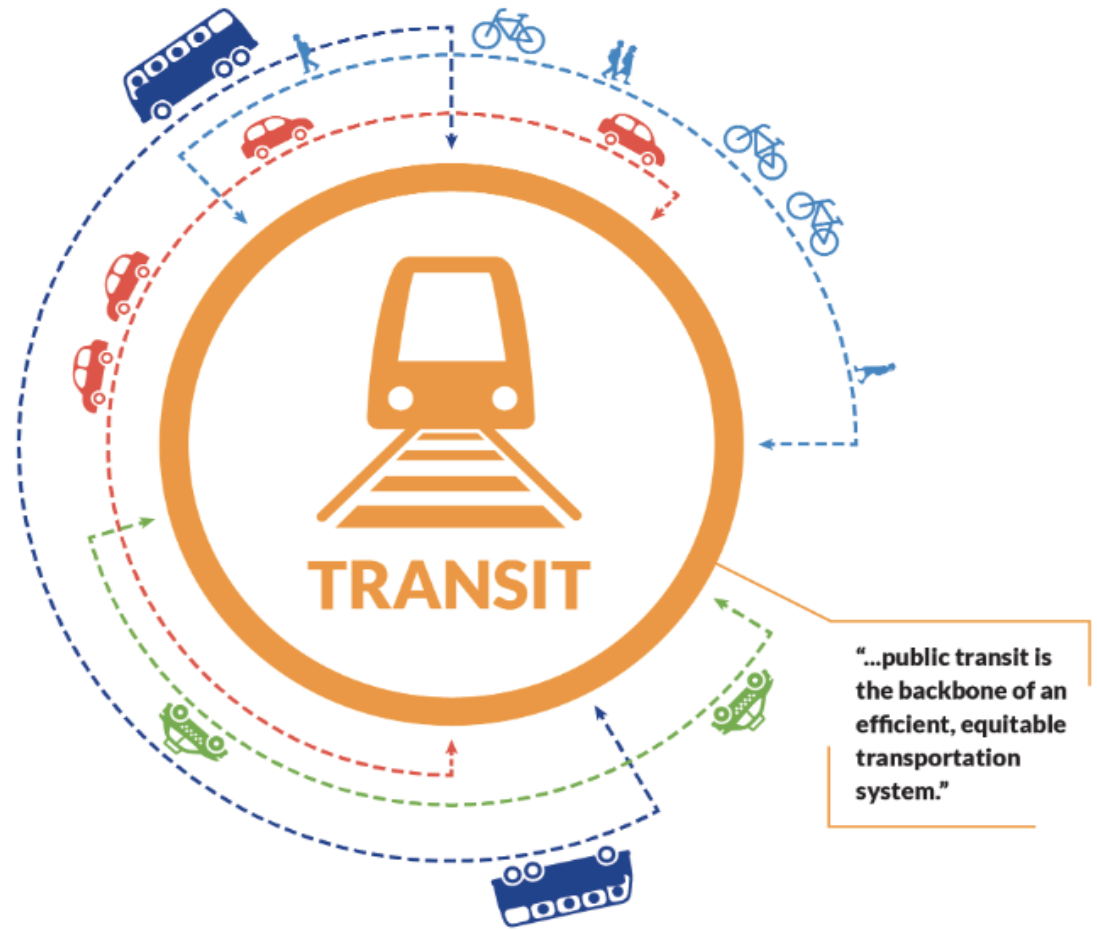 TRANSIT
“...public transit is
the backbone of an
efficient, equitable
transportation
system.”